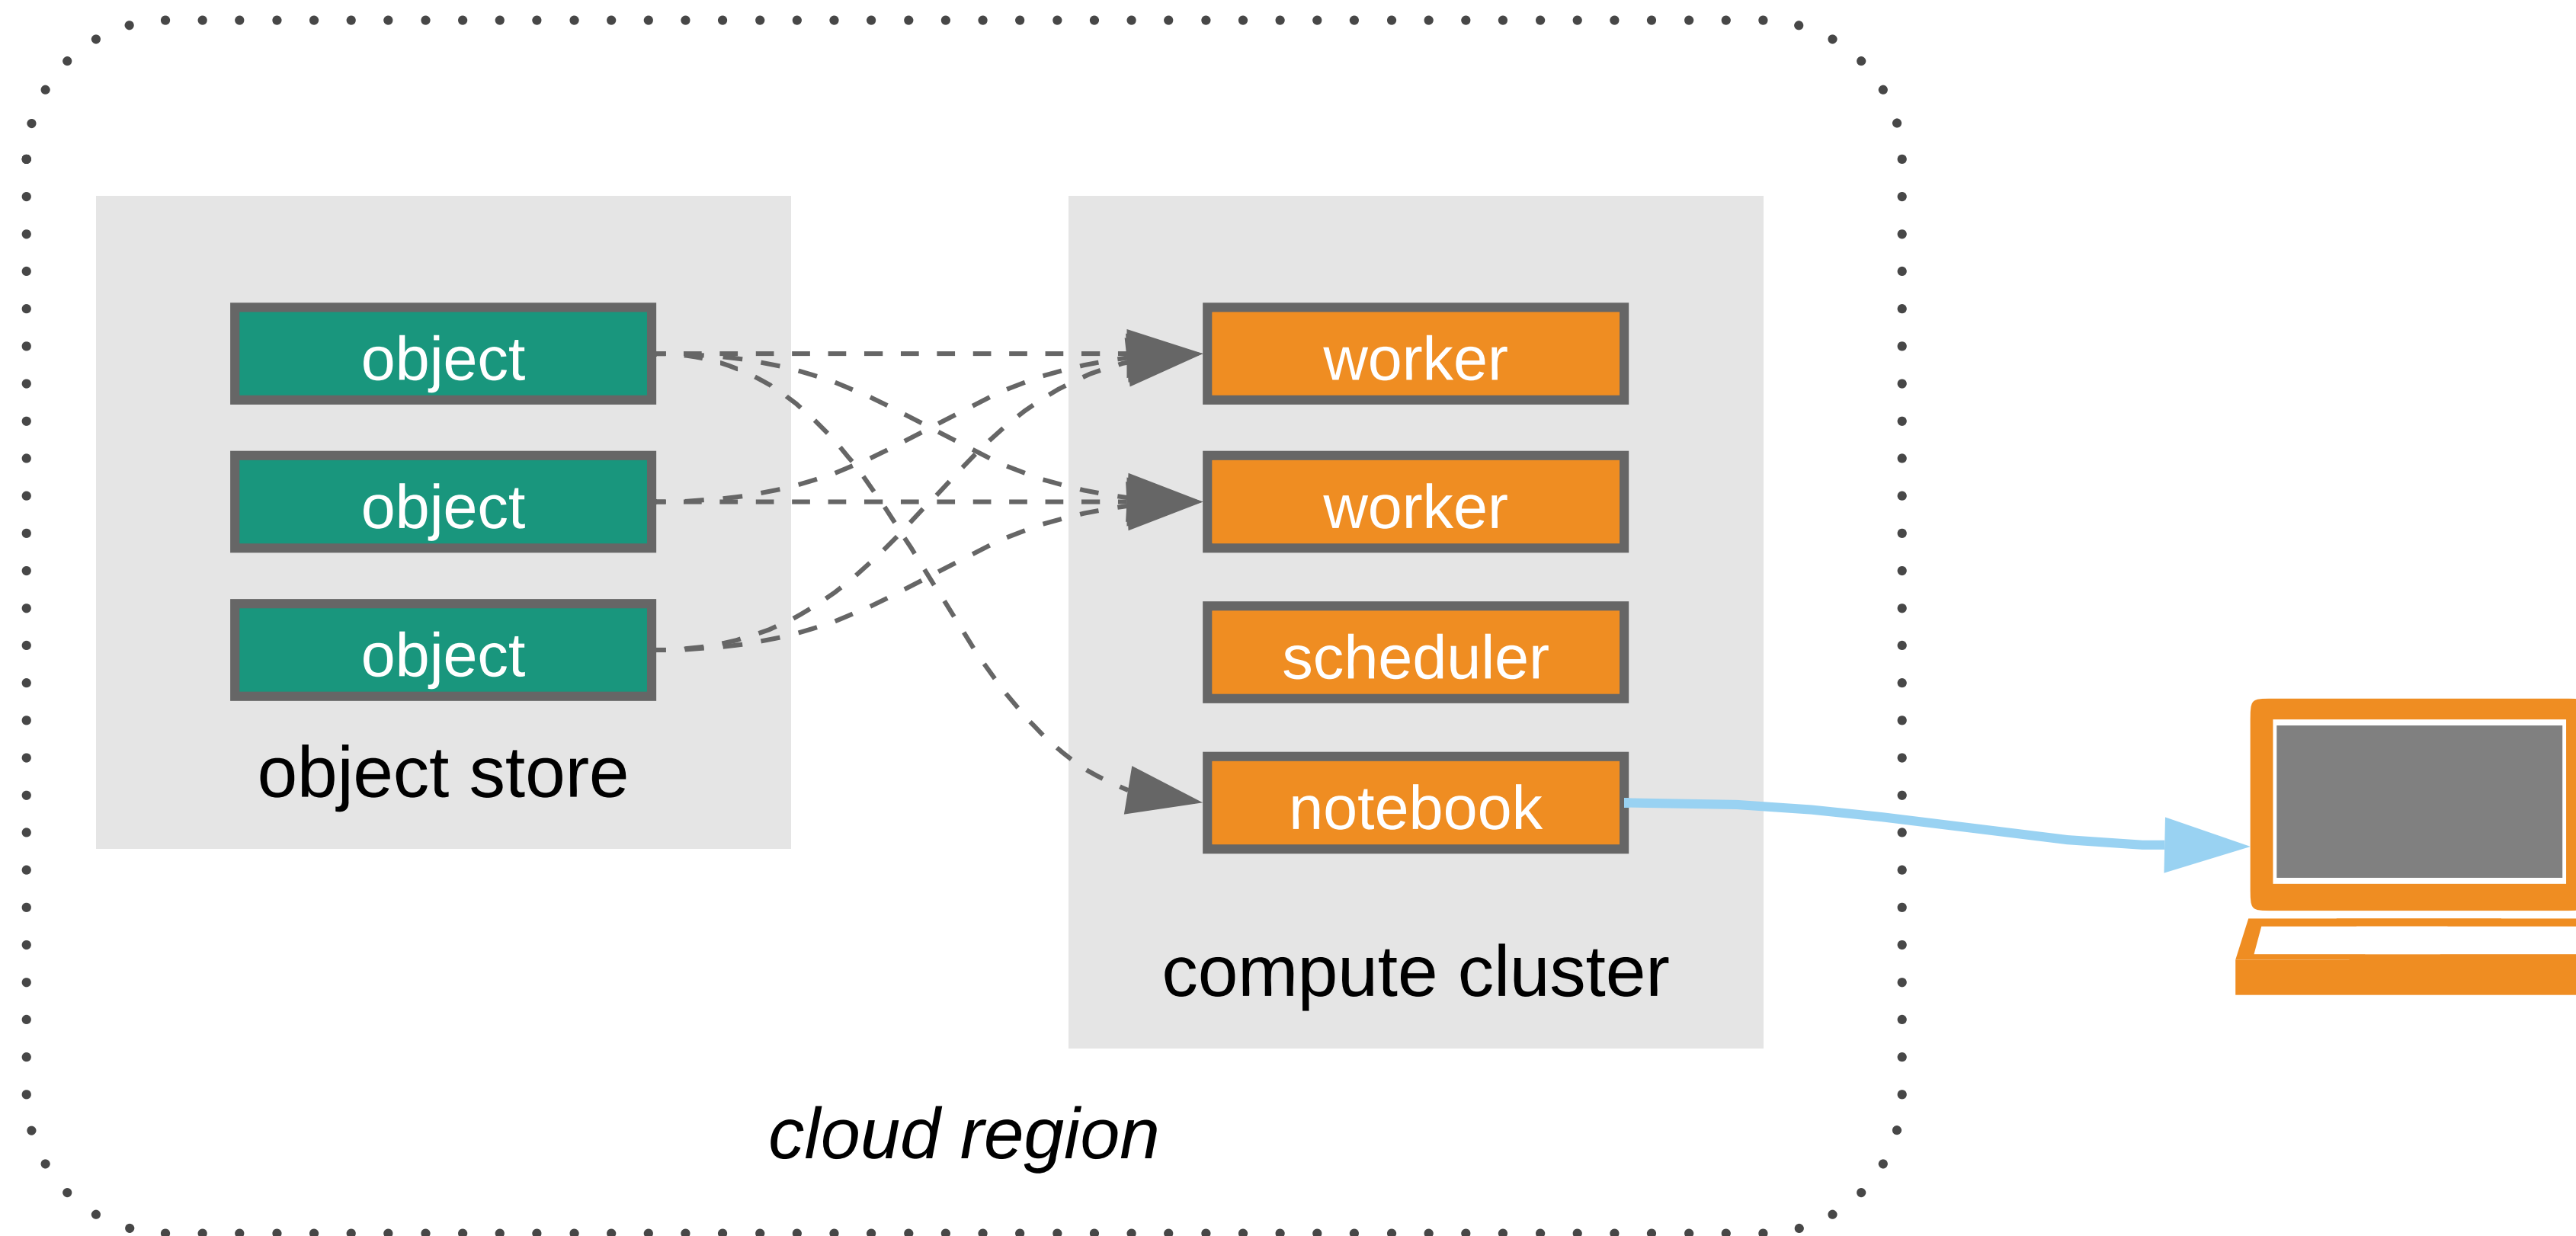 object
object
object
object store
worker
worker
scheduler
notebook
compute cluster
cloud region